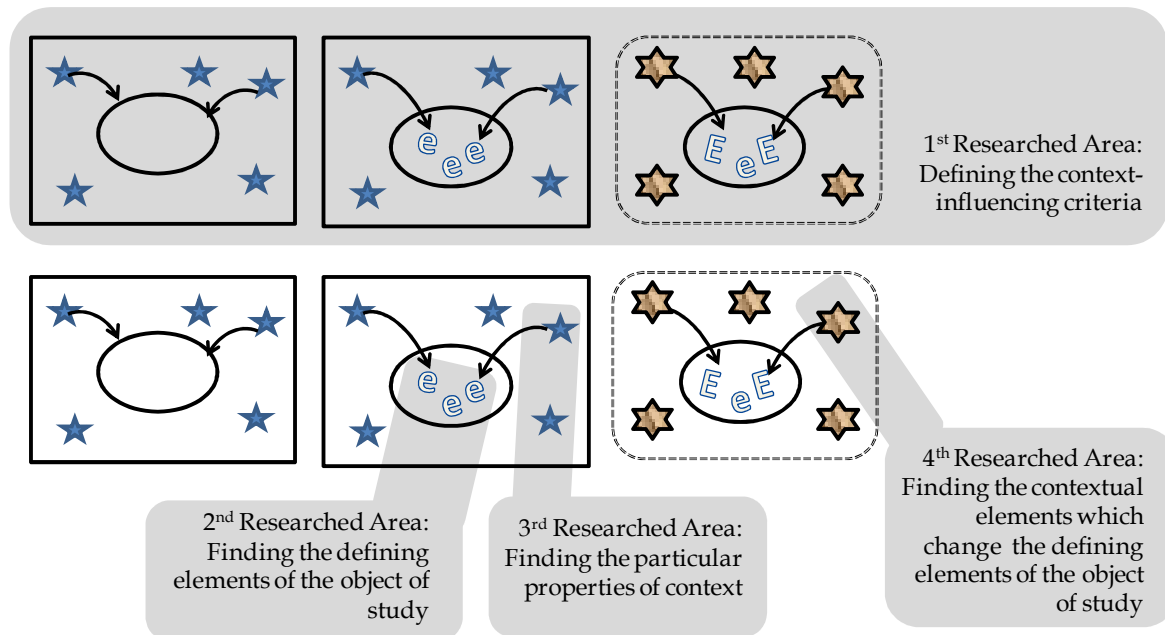 e e e
E e E
1st Researched Area:
Defining the context-
influencing criteria
e e e
E e E
2nd Researched Area:
Finding the defining
elements of the object of
study
3rd Researched Area:
Finding the particular
properties of context
4th Researched Area:
Finding the contextual
elements which
change the defining
elements of the object
of study